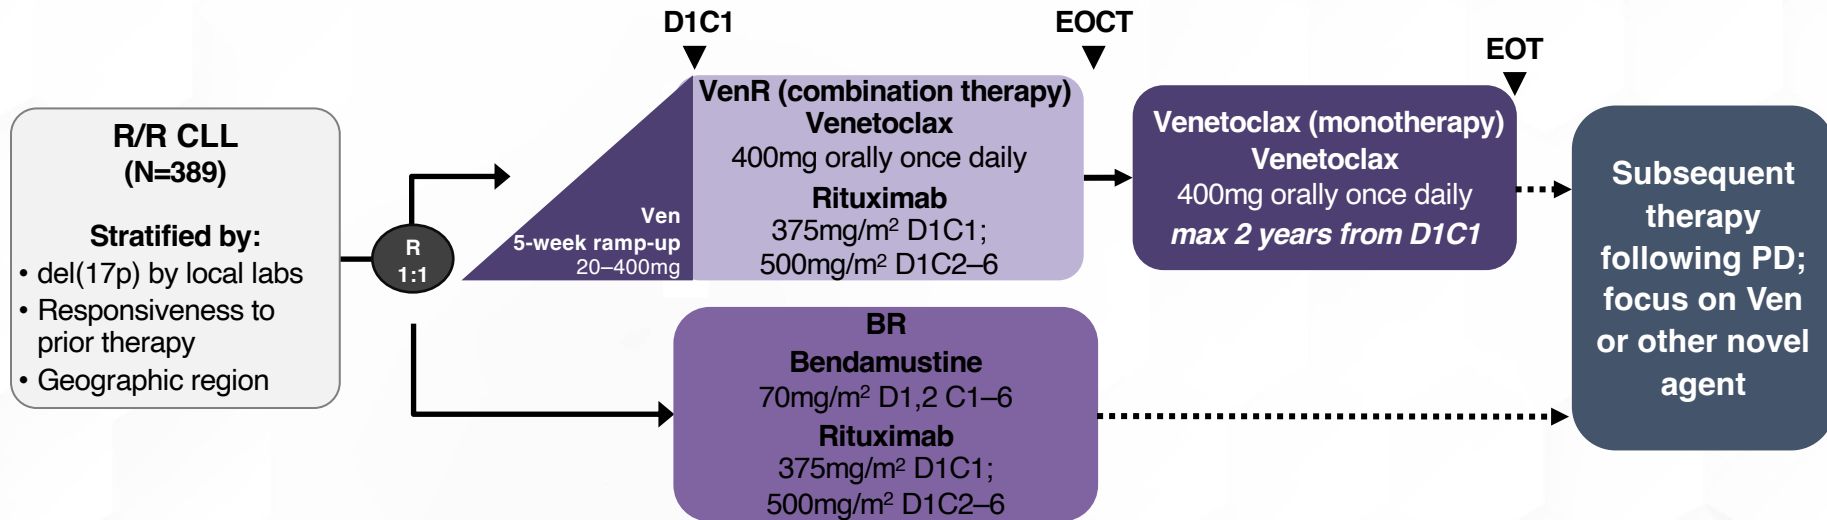 D1C1
EOCT
EOT
R/R CLL
(N=389)
Stratified by:
• del(17p) by local labs
• Responsiveness to
prior therapy
• Geographic region
R
1:1
Ven
5-week ramp-up
20–400mg
VenR (combination therapy)
Venetoclax
400mg orally once daily
Rituximab
375mg/m² D1C1;
500mg/m² D1C2–6
Venetoclax (monotherapy)
Venetoclax
400mg orally once daily
max 2 years from D1C1
BR
Bendamustine
70mg/m² D1,2 C1–6
Rituximab
375mg/m² D1C1;
500mg/m² D1C2–6
Subsequent
therapy
following PD;
focus on Ven
or other novel
agent